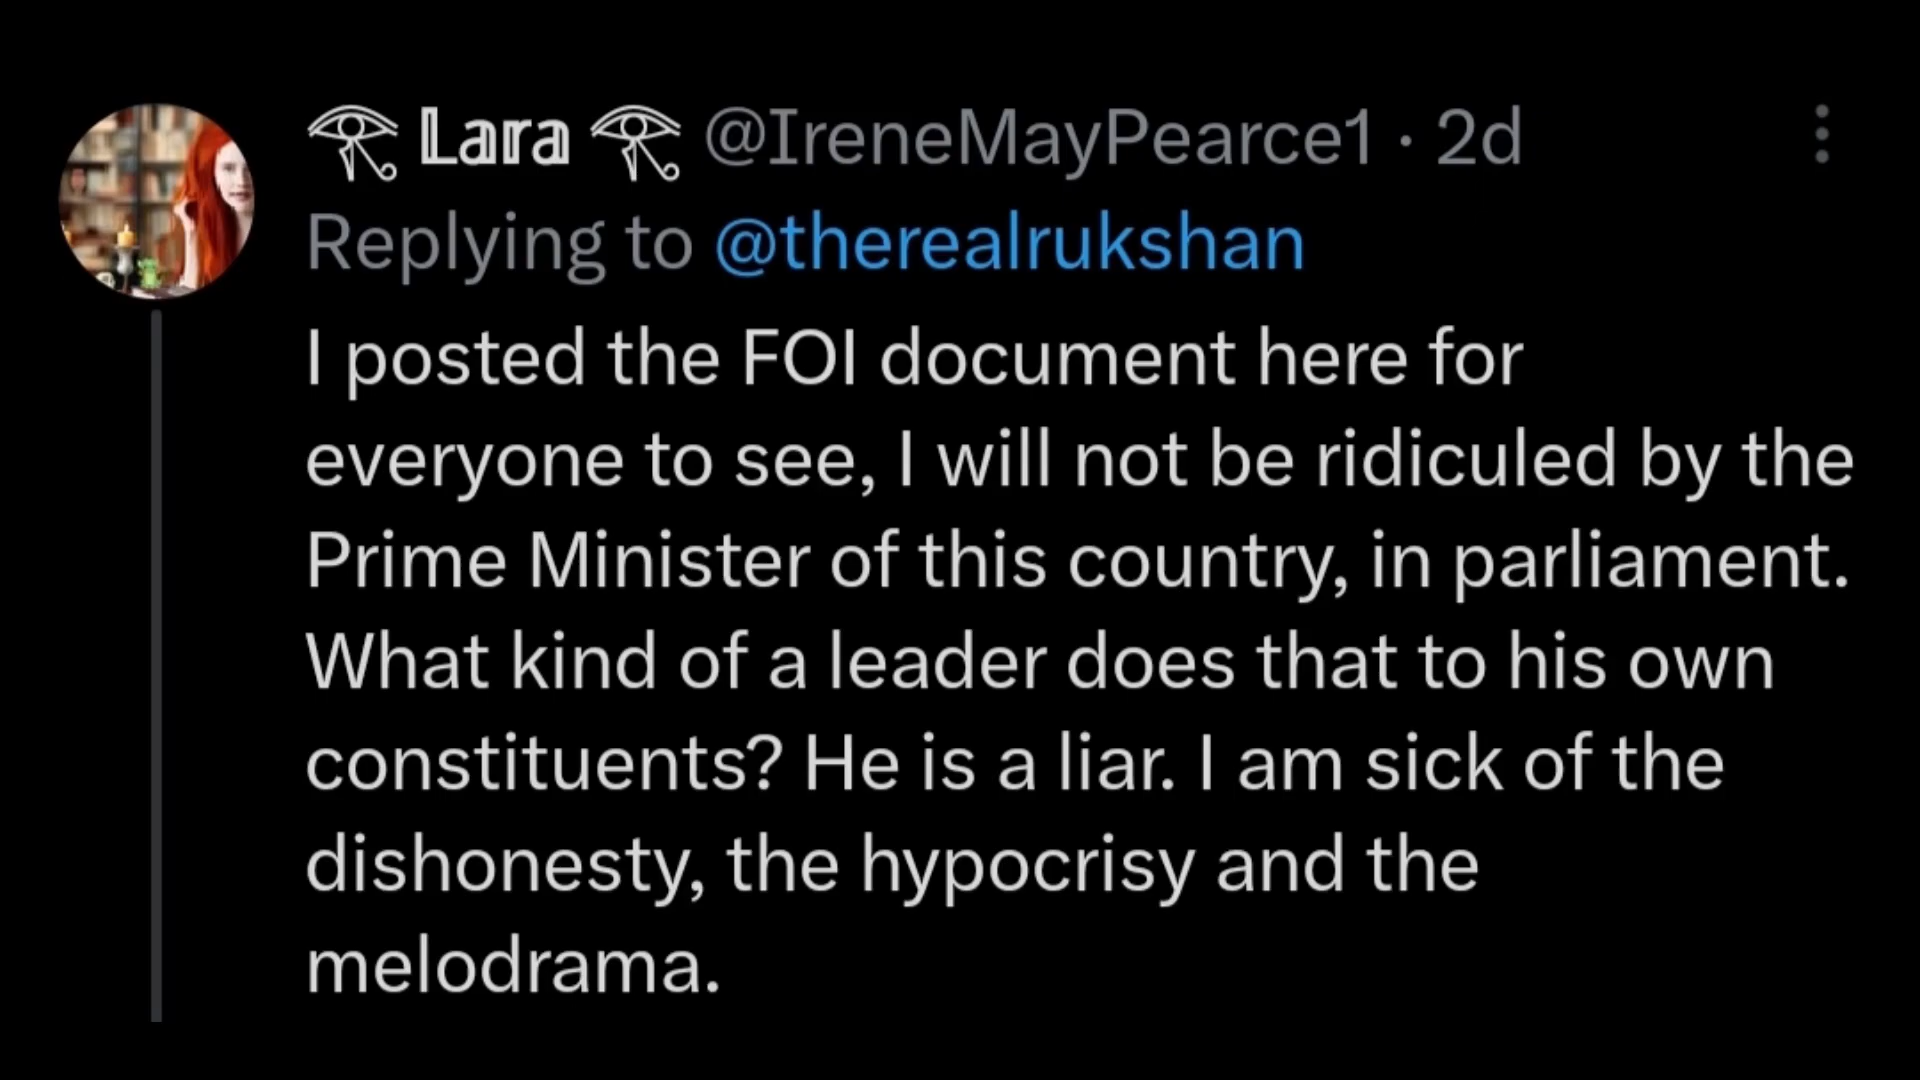 𓂀 𝕃𝕒𝕣𝕒 𓂀 @IreneMayPearce1 · 2d
Replying to @therealrukshan
I posted the FOI document here for
everyone to see, I will not be ridiculed by the
Prime Minister of this country, in parliament.
What kind of a leader does that to his own
constituents? He is a liar. I am sick of the
dishonesty, the hypocrisy and the
melodrama.